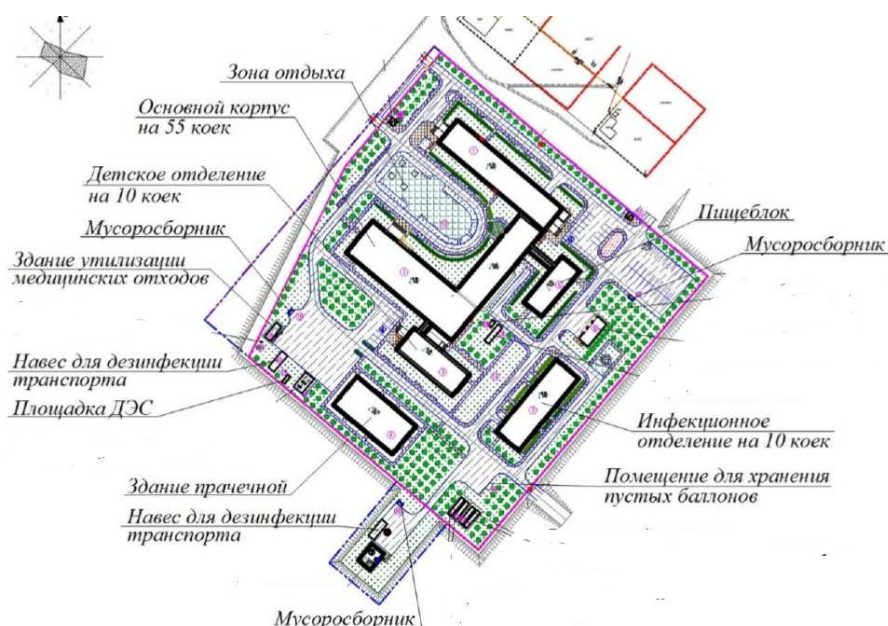 Зона отдыха
Основной корпус
на 55 коек
Детское отделение
на 10 коек
Мусоросборник
Здание утилизации
медицинских отходов
Навес для дезинфекции
транспорта
Площадка ДЭС
Здание прачечной
Навес для дезинфекции
транспорта
Мусоросборник
Пищеблок
Мусоросборник
Инфекционное
отделение на 10 коек
Помещение для хранения
пустых баллонов